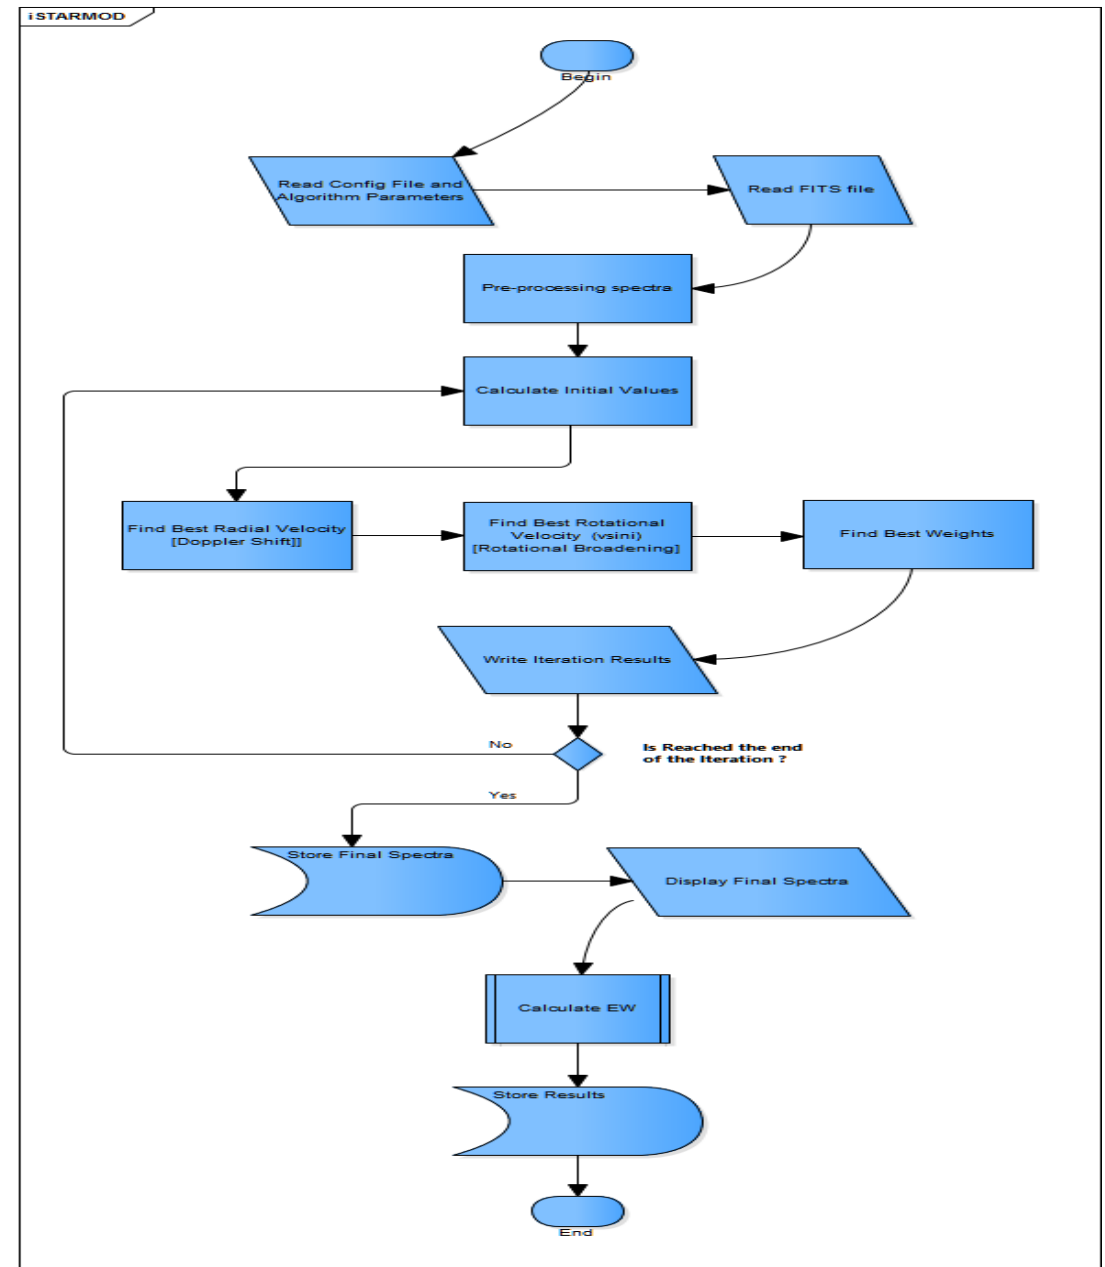 iSTARMOD
Begin
Read Config File and
Algorithm Parameters
Read FITS file
Pre-processing spectra
Calculate Initial Values
Find Best Radial Velocity
[Doppler Shift]]
Find Best Rotational
Velocity (vsini)
[Rotational Broadening]
Find Best Weights
Write Iteration Results
No
Is Reached the end
of the Iteration ?
Yes
Store Final Spectra
Display Final Spectra
Calculate EW
Store Results
End